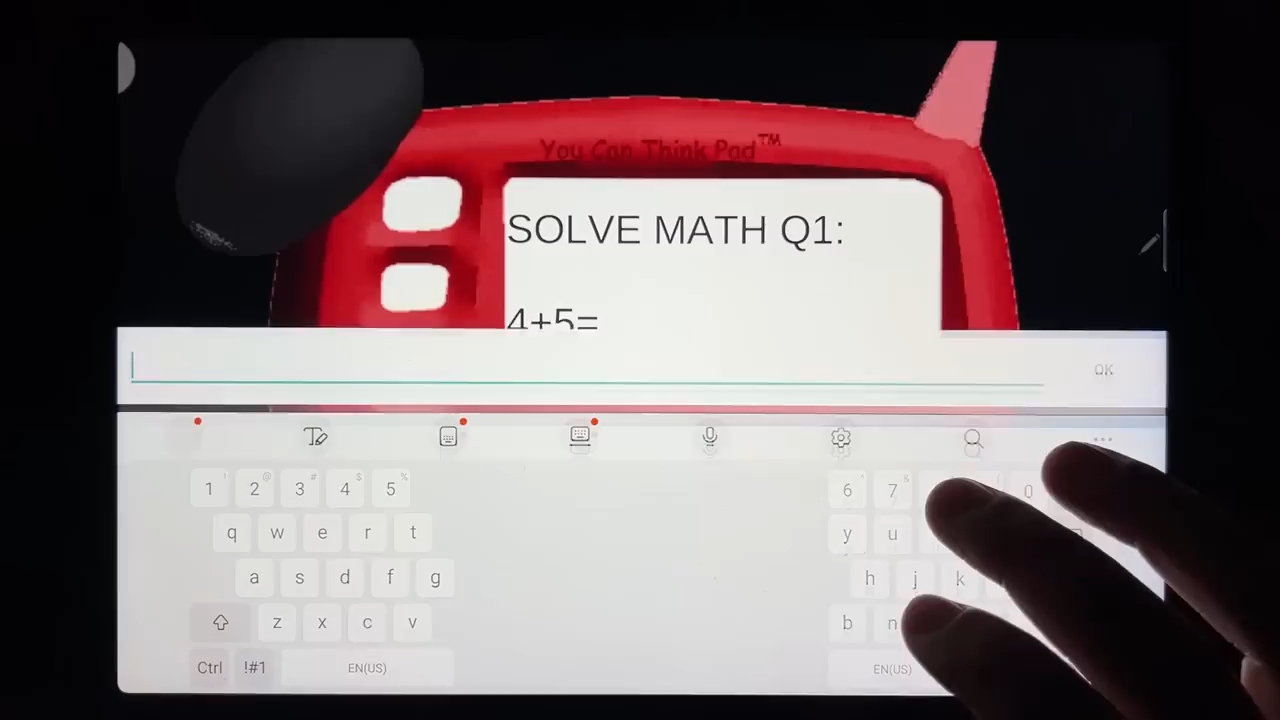 You Can Think Pad™
SOLVE MATH Q1:
4+5=
OK
1 ! 2 @ 3 # 4 $ 5 %
6 7 0
q w e r t
y u
a s d f g
h j k
z x c v
b n
Ctrl !#1 EN(US)
EN(US)